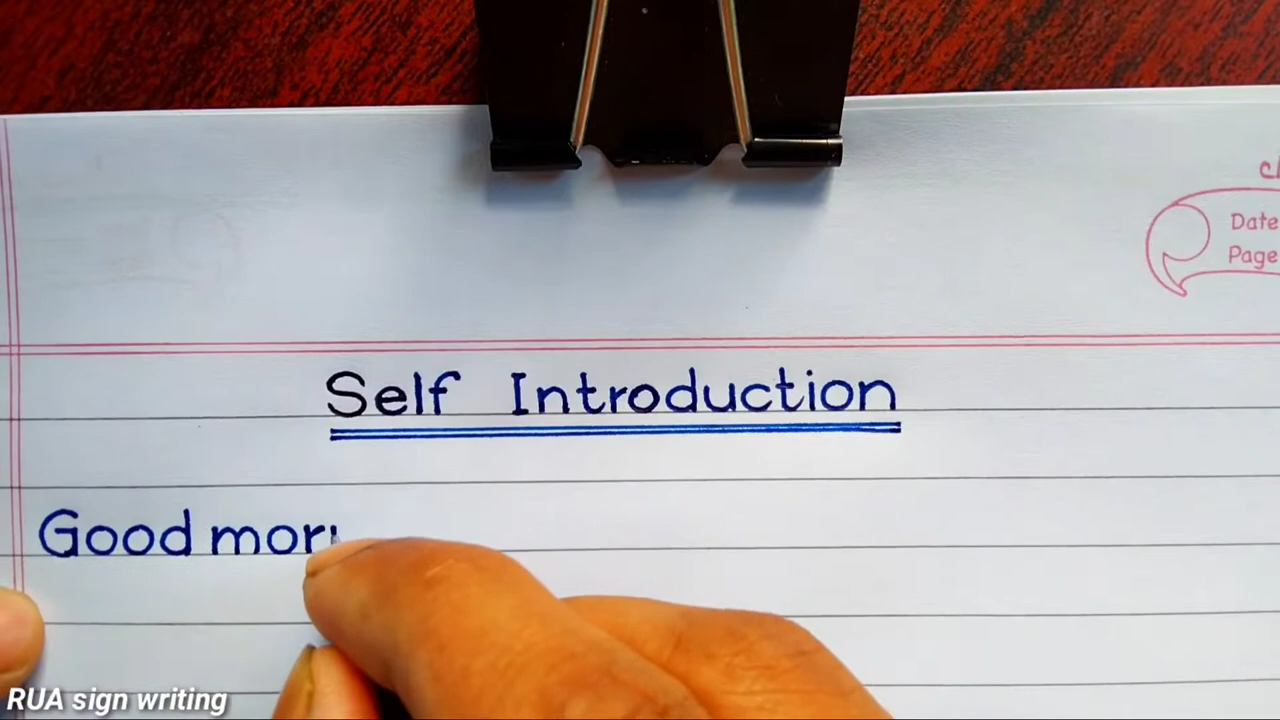 Date
Page
Self Introduction
Good mor
RUA sign writing